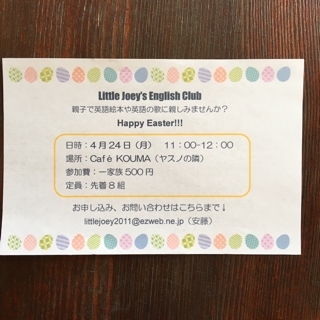 Little Joey's English Club
親子で英語絵本や英語の歌に親しみませんか？
Happy Easter!!!
日時：４月２４日（月）　１１：００-１２：００
場所：Café KOUMA（ヤスノの隣）
参加費：一家族５００円
定員：先着８組
お申し込み、お問い合わせはこちらまで↓
littlejoey2011@ezweb.ne.jp（安藤）